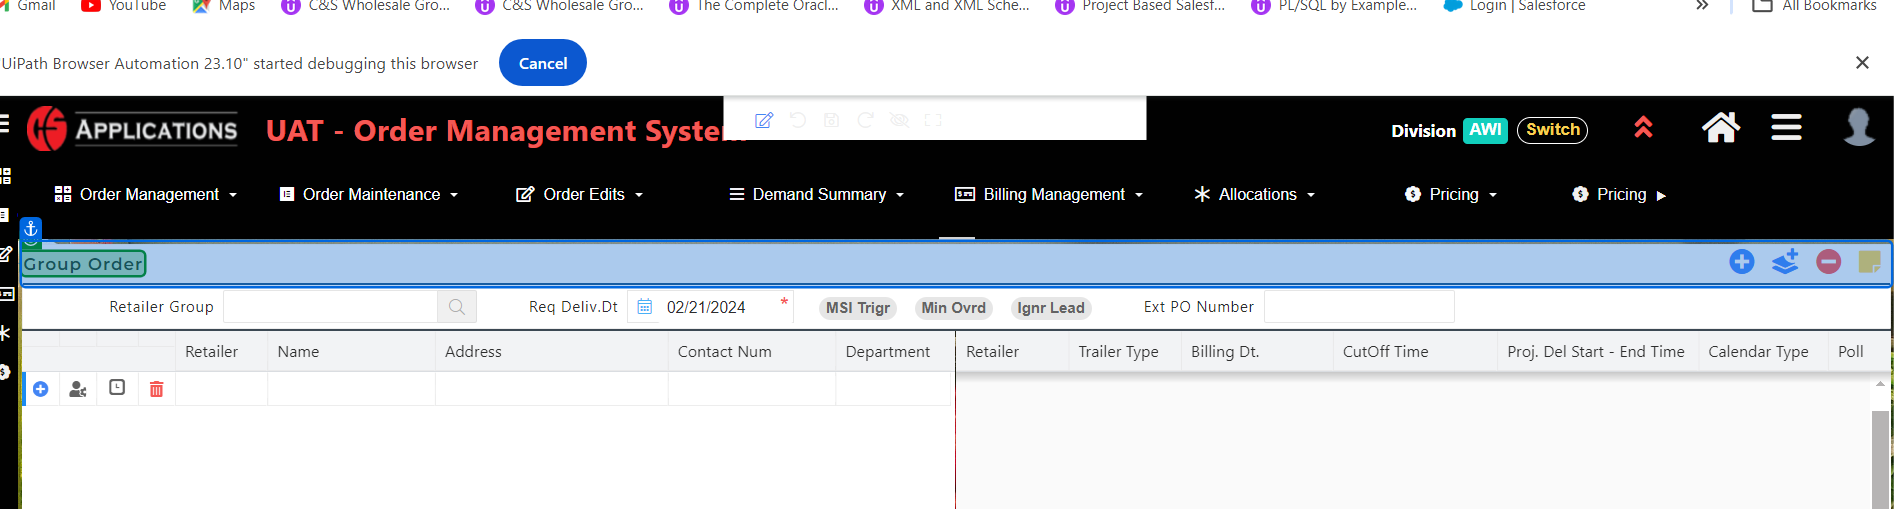 Gmail YouTube Maps C&S Wholesale Gro... C&S Wholesale Gro... The Complete Oracl... XML and XML Sche... Project Based Salesf... PL/SQL by Example... Login | Salesforce » All Bookmarks
UiPath Browser Automation 23.10" started debugging this browser Cancel
APPLICATIONS UAT - Order Management System Division AWI Switch
Order Management Order Maintenance Order Edits Demand Summary Billing Management Allocations Pricing Pricing
Group Order
Retailer Group Req Deliv.Dt 02/21/2024 * MSI Trigr Min Ovrd Ignr Lead Ext PO Number
Retailer Name Address Contact Num Department Retailer Trailer Type Billing Dt. CutOff Time Proj. Del Start - End Time Calendar Type Poll